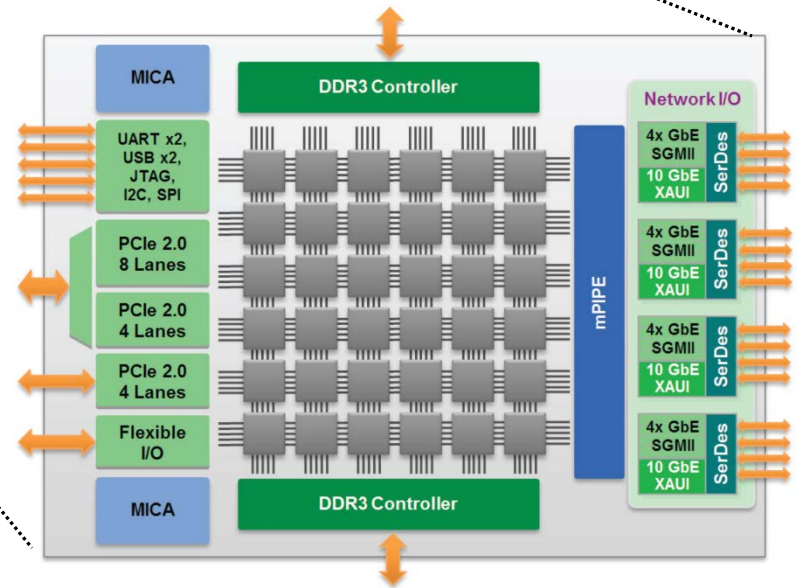 MICA
DDR3 Controller
UART x2,
USB x2,
JTAG,
I2C, SPI
PCIe 2.0
8 Lanes
PCIe 2.0
4 Lanes
PCIe 2.0
4 Lanes
Flexible
I/O
MICA
DDR3 Controller
mPIPE
Network I/O
4x GbE
SGMII
10 GbE
XAUI
SerDes
4x GbE
SGMII
10 GbE
XAUI
SerDes
4x GbE
SGMII
10 GbE
XAUI
SerDes
4x GbE
SGMII
10 GbE
XAUI
SerDes